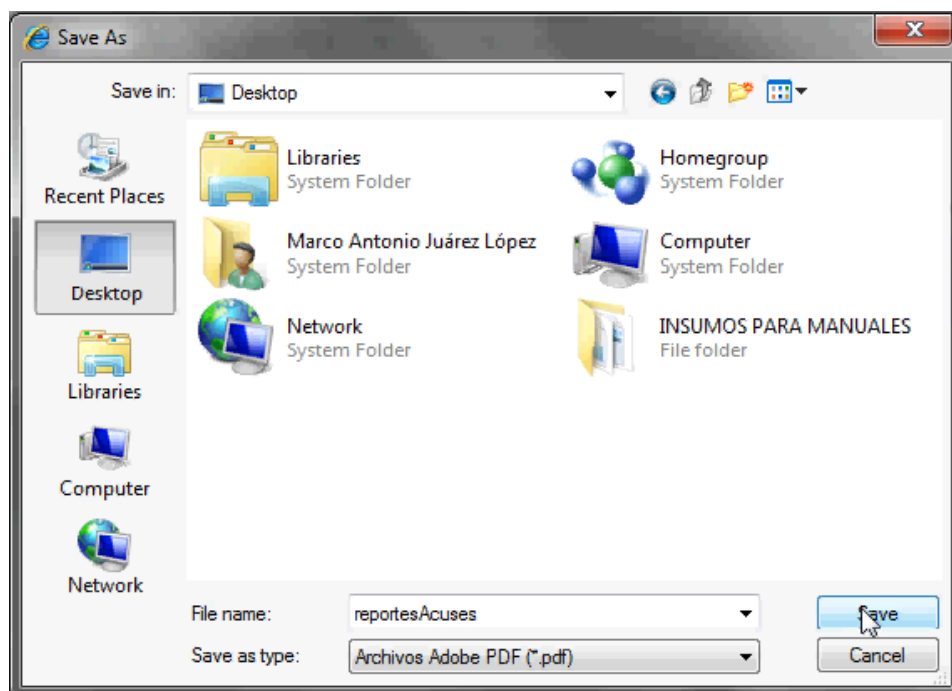 Save As
Save in:
Desktop
Recent Places
Desktop
Libraries
Computer
Network
Libraries
System Folder
Homegroup
System Folder
Marco Antonio Juárez López
System Folder
Computer
System Folder
Network
System Folder
INSUMOS PARA MANUALES
File folder
File name:
reportesAcuses
Save
Save as type:
Archivos Adobe PDF (*.pdf)
Cancel